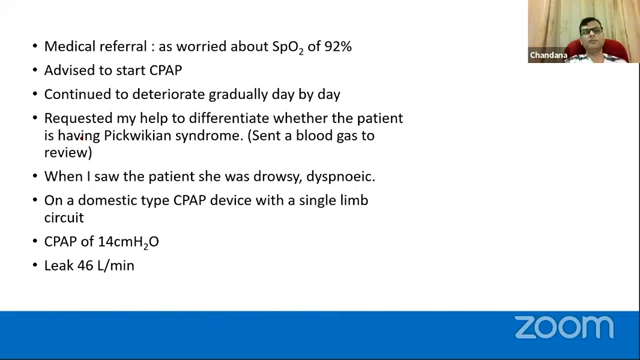 Chandana
• Medical referral : as worried about SpO2 of 92%
• Advised to start CPAP
• Continued to deteriorate gradually day by day
• Requested my help to differentiate whether the patient
is having Pickwikian syndrome. (Sent a blood gas to
review)
• When I saw the patient she was drowsy, dyspnoeic.
• On a domestic type CPAP device with a single limb
circuit
• CPAP of 14cmH2O
• Leak 46 L/min
zoom